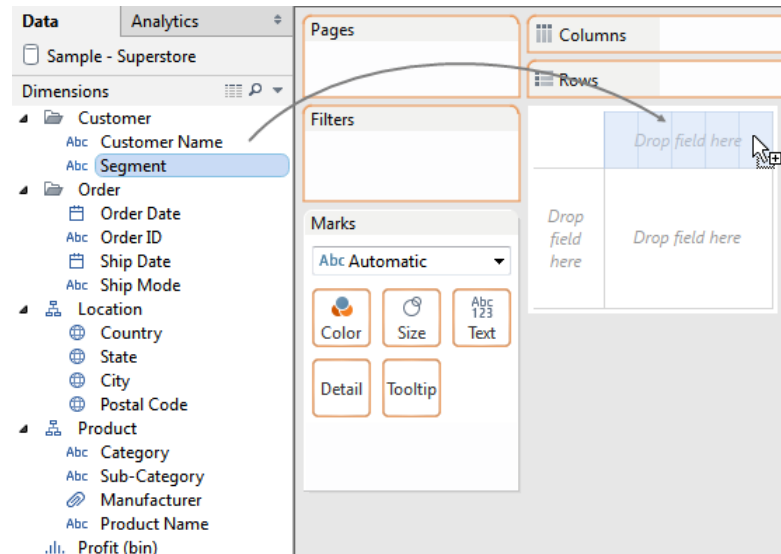 Data
Analytics
Sample - Superstore
Dimensions
Customer
Abc Customer Name
Abc Segment
Order
Order Date
Abc Order ID
Ship Date
Abc Ship Mode
Location
Country
State
City
Postal Code
Product
Abc Category
Abc Sub-Category
Manufacturer
Abc Product Name
Profit (bin)
Pages
Filters
Marks
Abc Automatic
Color
Size
Abc
123
Text
Detail
Tooltip
Columns
Rows
Drop field here
Drop
field
here
Drop field here